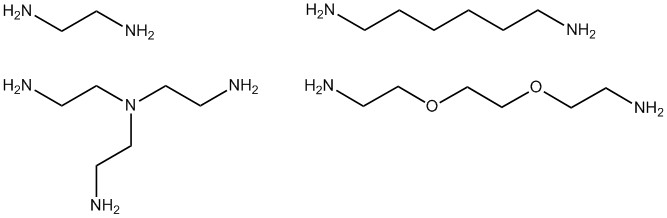 H₂N NH₂ H₂N NH₂
H₂N N NH₂ H₂N O O NH₂
NH₂